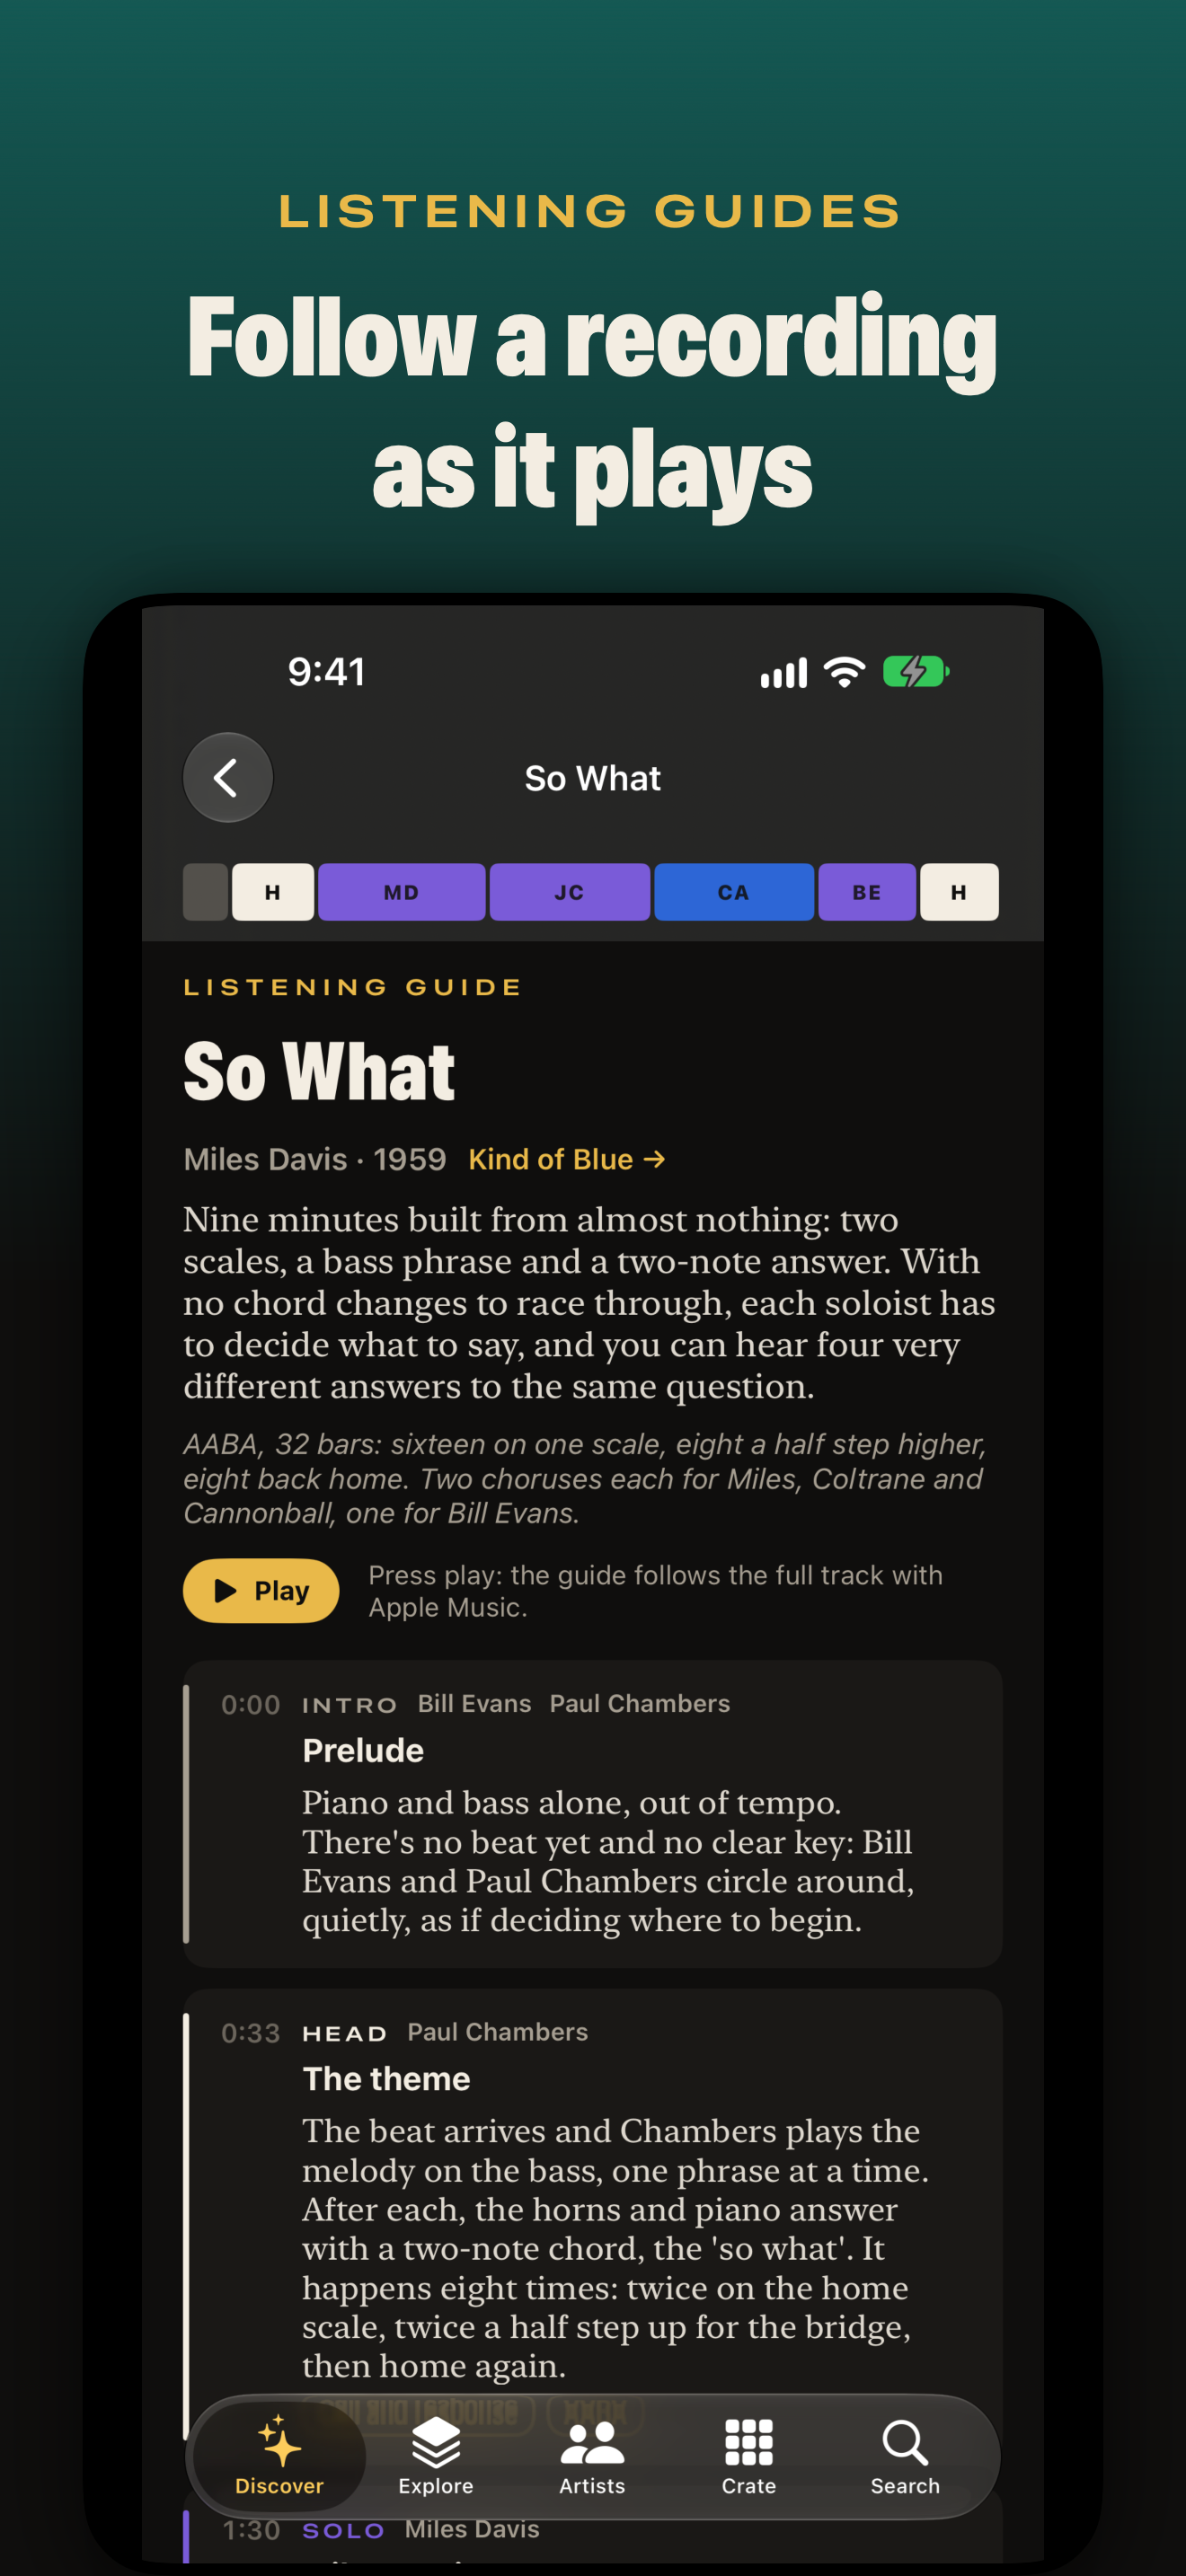 LISTENING GUIDES
Follow a recording
as it plays
9:41
So What
H MD JC CA BE H
LISTENING GUIDE
So What
Miles Davis · 1959 Kind of Blue →
Nine minutes built from almost nothing: two
scales, a bass phrase and a two-note answer. With
no chord changes to race through, each soloist has
to decide what to say, and you can hear four very
different answers to the same question.
AABA, 32 bars: sixteen on one scale, eight a half step higher,
eight back home. Two choruses each for Miles, Coltrane and
Cannonball, one for Bill Evans.
Play
Press play: the guide follows the full track with
Apple Music.
0:00 INTRO Bill Evans Paul Chambers
Prelude
Piano and bass alone, out of tempo.
There's no beat yet and no clear key: Bill
Evans and Paul Chambers circle around,
quietly, as if deciding where to begin.
0:33 HEAD Paul Chambers
The theme
The beat arrives and Chambers plays the
melody on the bass, one phrase at a time.
After each, the horns and piano answer
with a two-note chord, the 'so what'. It
happens eight times: twice on the home
scale, twice a half step up for the bridge,
then home again.
Discover Explore Artists Crate Search
1:30 SOLO Miles Davis